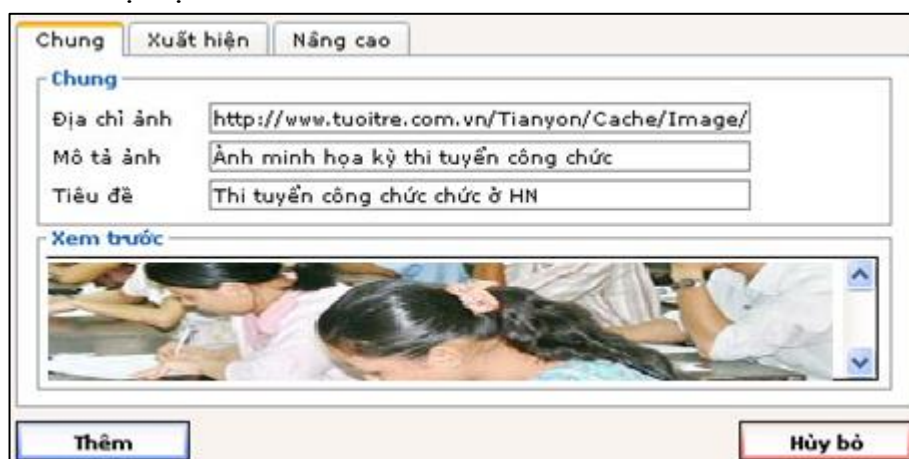 Chung Xuất hiện Nâng cao
Chung
Địa chỉ ảnh http://www.tuoitre.com.vn/Tianyon/Cache/Image/
Mô tả ảnh Ảnh minh họa kỳ thi tuyển công chức
Tiêu đề Thi tuyển công chức chức ở HN
Xem trước
Thêm Hủy bỏ